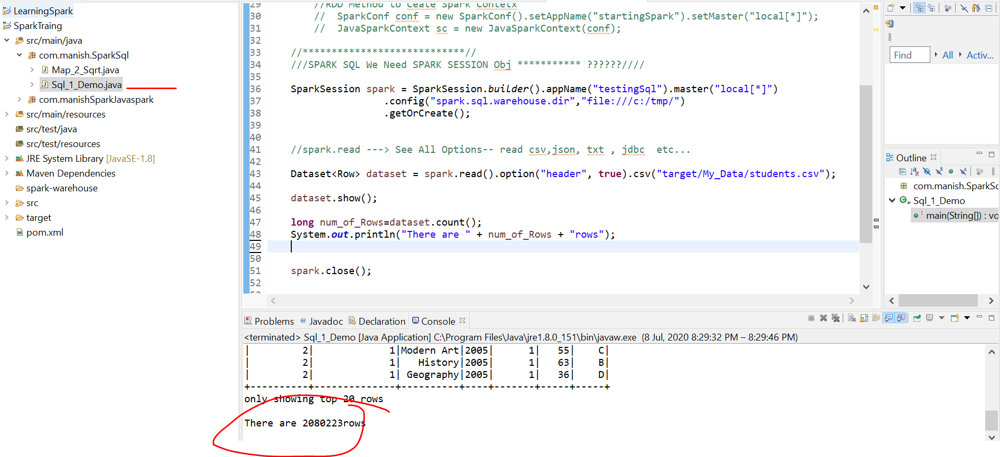 LearningSpark
SparkTraing
src/main/java
com.manish.SparkSql
Map_2_Sqrt.java
Sql_1_Demo.java
com.manishSparkJavaspark
src/main/resources
src/test/java
src/test/resources
JRE System Library [JavaSE-1.8]
Maven Dependencies
spark-warehouse
src
target
pom.xml
29 //RDD Method to Ceate Spark Contetx
30 // SparkConf conf = new SparkConf().setAppName("startingSpark").setMaster("local[*]");
31 // JavaSparkContext sc = new JavaSparkContext(conf);
32
33 //****************************//
34 ///SPARK SQL We Need SPARK SESSION Obj *********** ??????////
35
36 SparkSession spark = SparkSession.builder().appName("testingSql").master("local[*]")
37 .config("spark.sql.warehouse.dir","file:///c:/tmp/")
38 .getOrCreate();
39
40
41 //spark.read ---> See All Options-- read csv,json, txt , jdbc  etc...
42
43 Dataset<Row> dataset = spark.read().option("header", true).csv("target/My_Data/students.csv");
44
45 dataset.show();
46
47 long num_of_Rows=dataset.count();
48 System.out.println("There are " + num_of_Rows + "rows");
49
50
51 spark.close();
52
Find All Activ...
Outline
com.manish.SparkSc
Sql_1_Demo
main(String[]) : vo
Problems @ Javadoc Declaration Console
<terminated> Sql_1_Demo [Java Application] C:\Program Files\Java\jre1.8.0_151\bin\javaw.exe (8 Jul, 2020 8:29:32 PM – 8:29:46 PM)
|         2|             1|Modern Art|2005|      1|   55|    C|
|         2|             1|   History|2005|      1|   63|    B|
|         2|             1| Geography|2005|      1|   36|    D|
+----------+--------------+----------+----+-------+-----+-----+
only showing top 20 rows
There are 2080223rows